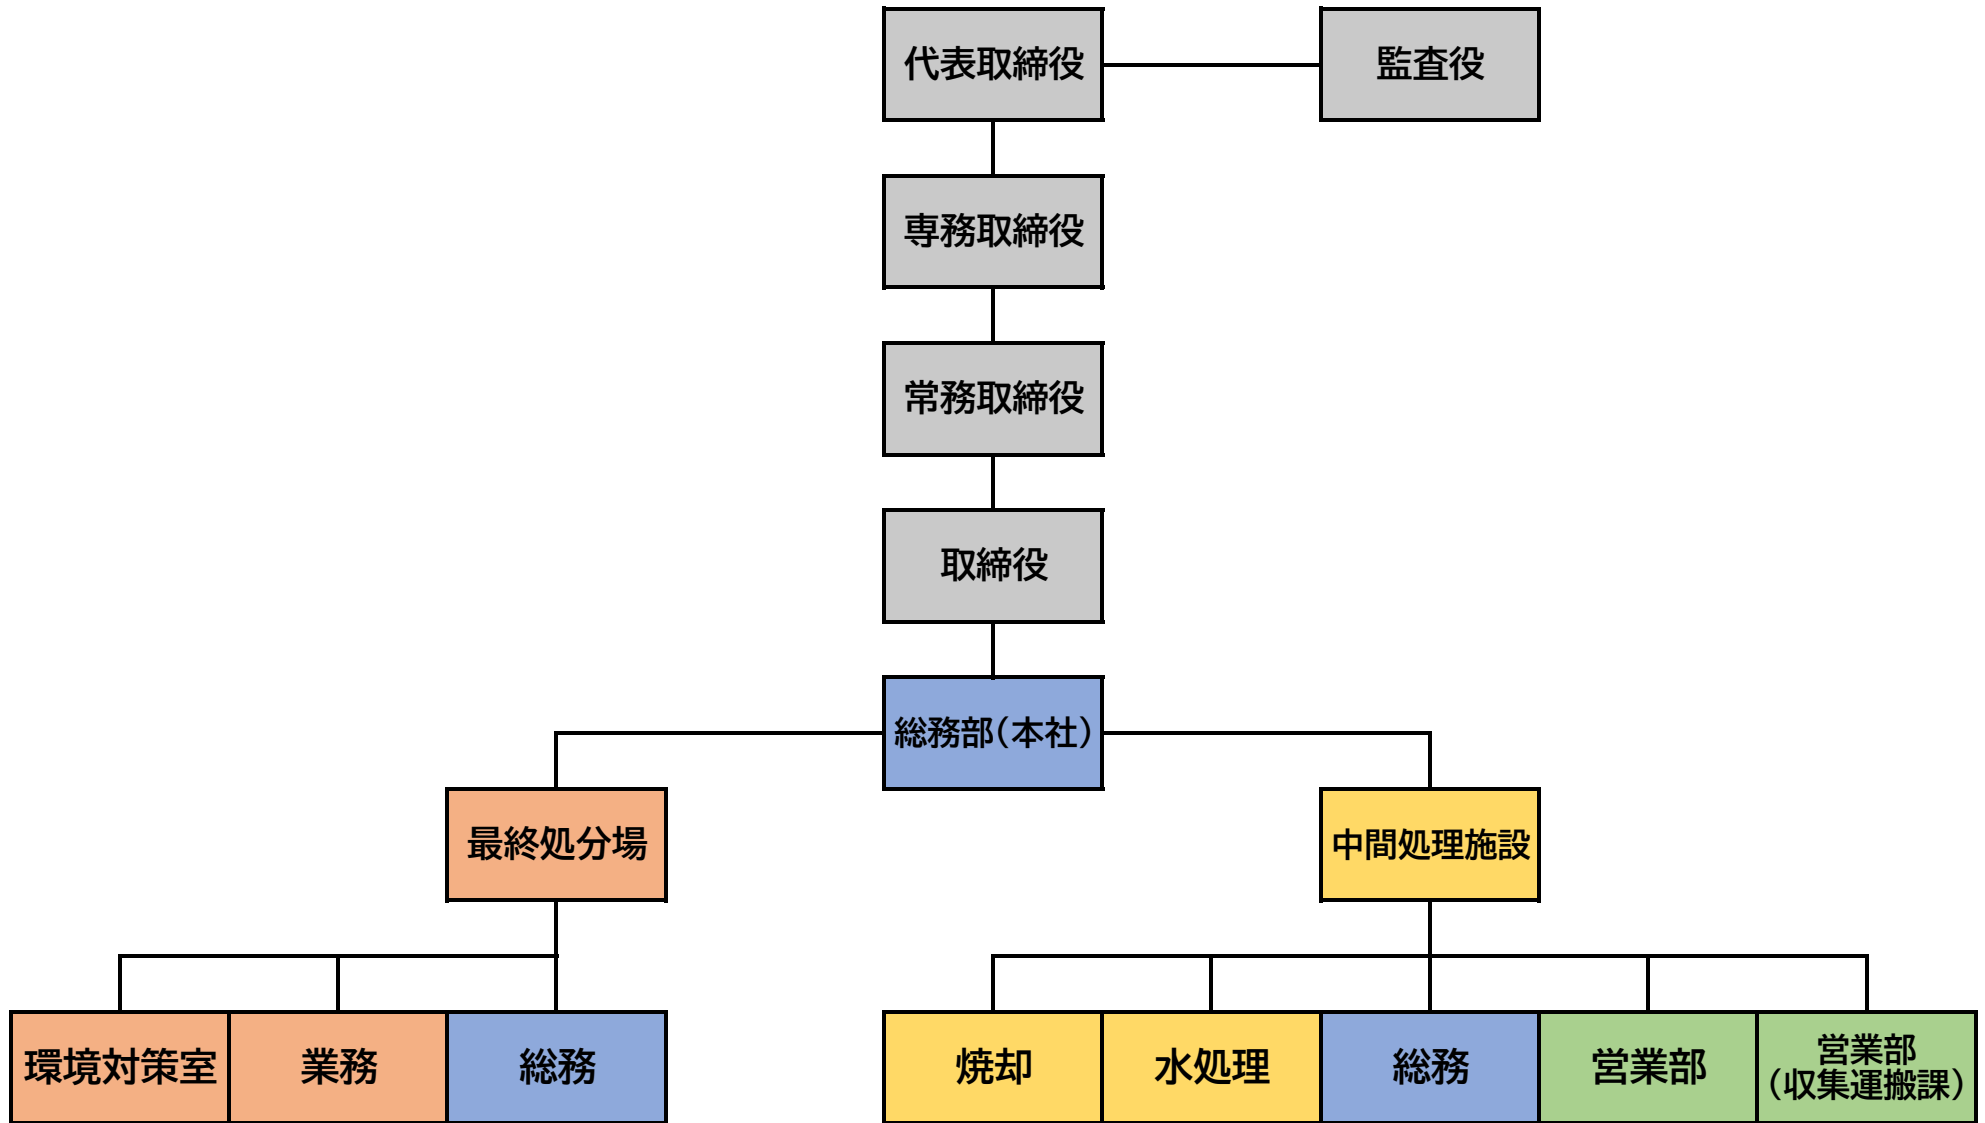 代表取締役
監査役
専務取締役
常務取締役
取締役
総務部(本社)
最終処分場
中間処理施設
環境対策室
業務
総務
焼却
水処理
総務
営業部
営業部
(収集運搬課)